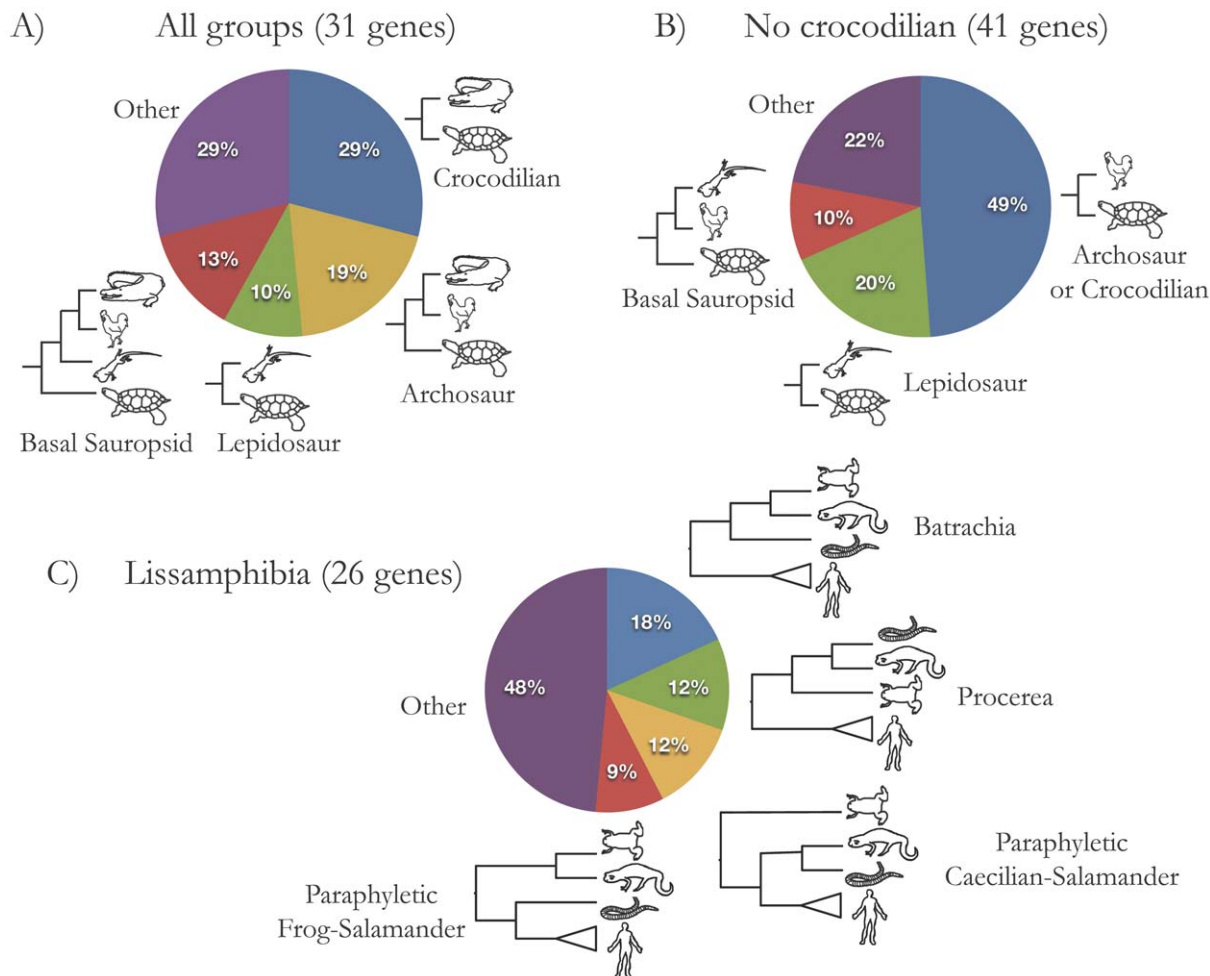 A) All groups (31 genes)
Other
29%
29%
13%
10%
19%
Crocodilian
Archosaur
Basal Sauropsid
Lepidosaur
B) No crocodilian (41 genes)
Other
22%
49%
10%
20%
Basal Sauropsid
Archosaur
or Crocodilian
Lepidosaur
C) Lissamphibia (26 genes)
Other
48%
18%
12%
12%
9%
Batrachia
Procerea
Paraphyletic
Caecilian-Salamander
Paraphyletic
Frog-Salamander